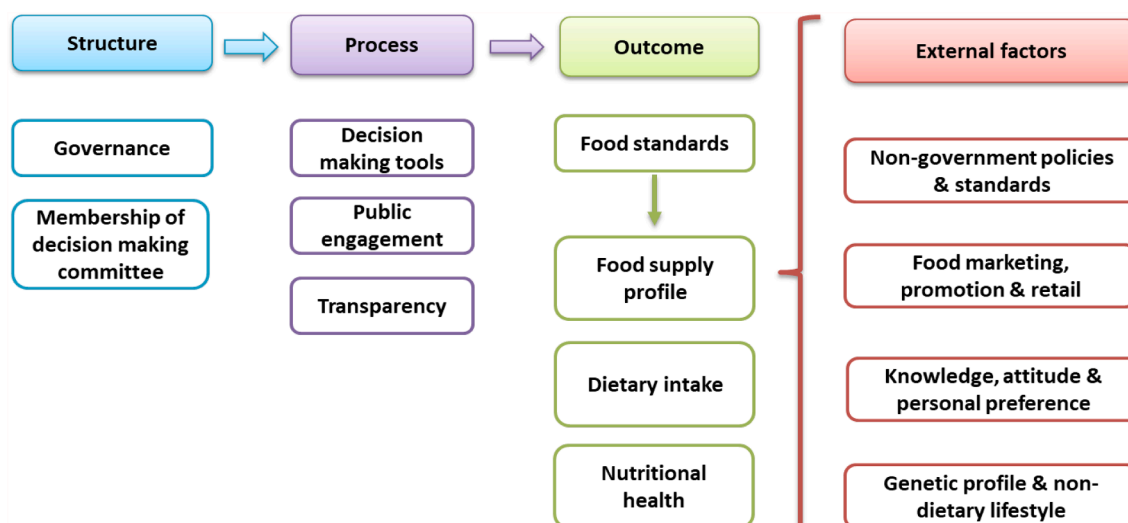 Structure
Process
Outcome
External factors
Governance
Membership of
decision making
committee
Decision
making tools
Public
engagement
Transparency
Food standards
Food supply
profile
Dietary intake
Nutritional
health
Non-government policies
& standards
Food marketing,
promotion & retail
Knowledge, attitude &
personal preference
Genetic profile & non-
dietary lifestyle